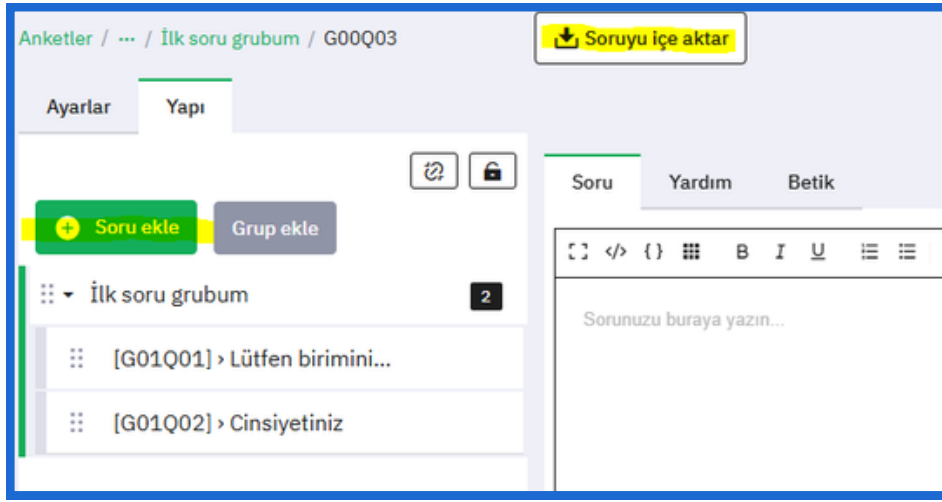 Anketler / ... / İlk soru grubum / G00Q03
Soruyu içe aktar
Ayarlar Yapı
Soru ekle Grup ekle
İlk soru grubum 2
[G01Q01] › Lütfen birimini...
[G01Q02] › Cinsiyetiniz
Soru Yardım Betik
B I U
Sorunuzu buraya yazın...